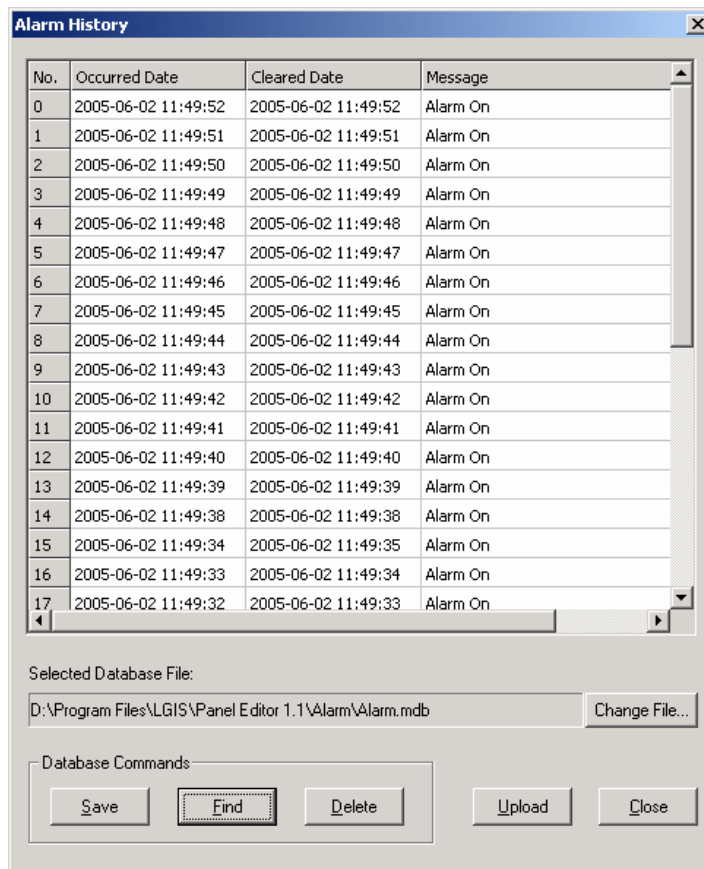 Alarm History
No. Occurred Date Cleared Date Message
0 2005-06-02 11:49:52 2005-06-02 11:49:52 Alarm On
1 2005-06-02 11:49:51 2005-06-02 11:49:51 Alarm On
2 2005-06-02 11:49:50 2005-06-02 11:49:50 Alarm On
3 2005-06-02 11:49:49 2005-06-02 11:49:49 Alarm On
4 2005-06-02 11:49:48 2005-06-02 11:49:48 Alarm On
5 2005-06-02 11:49:47 2005-06-02 11:49:47 Alarm On
6 2005-06-02 11:49:46 2005-06-02 11:49:46 Alarm On
7 2005-06-02 11:49:45 2005-06-02 11:49:45 Alarm On
8 2005-06-02 11:49:44 2005-06-02 11:49:44 Alarm On
9 2005-06-02 11:49:43 2005-06-02 11:49:43 Alarm On
10 2005-06-02 11:49:42 2005-06-02 11:49:42 Alarm On
11 2005-06-02 11:49:41 2005-06-02 11:49:41 Alarm On
12 2005-06-02 11:49:40 2005-06-02 11:49:40 Alarm On
13 2005-06-02 11:49:39 2005-06-02 11:49:39 Alarm On
14 2005-06-02 11:49:38 2005-06-02 11:49:38 Alarm On
15 2005-06-02 11:49:34 2005-06-02 11:49:35 Alarm On
16 2005-06-02 11:49:33 2005-06-02 11:49:34 Alarm On
17 2005-06-02 11:49:32 2005-06-02 11:49:33 Alarm On
Selected Database File:
D:\Program Files\LGIS\Panel Editor 1.1\Alarm\Alarm.mdb Change File...
Database Commands
Save Find Delete Upload Close